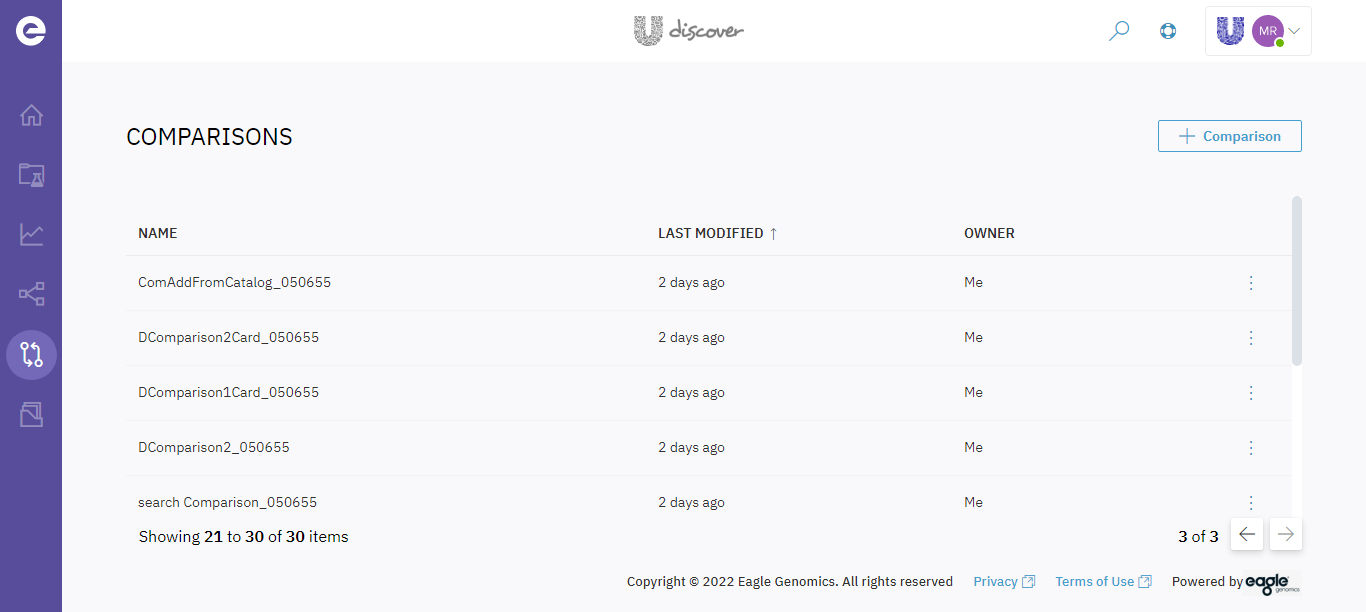 discover
MR
COMPARISONS
Comparison
NAME LAST MODIFIED ↑ OWNER
ComAddFromCatalog_050655 2 days ago Me
DComparison2Card_050655 2 days ago Me
DComparison1Card_050655 2 days ago Me
DComparison2_050655 2 days ago Me
search Comparison_050655 2 days ago Me
Showing 21 to 30 of 30 items 3 of 3
Copyright © 2022 Eagle Genomics. All rights reserved Privacy Terms of Use Powered by eagle genomics